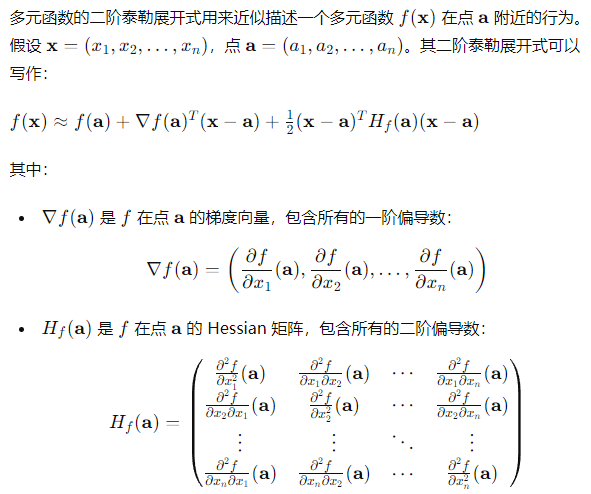 多元函数的二阶泰勒展开式用来近似描述一个多元函数 $f(\mathbf{x})$ 在点 $\mathbf{a}$ 附近的行为。
假设 $\mathbf{x} = (x_1, x_2, \ldots, x_n)$，点 $\mathbf{a} = (a_1, a_2, \ldots, a_n)$。其二阶泰勒展开式可以
写作：
$f(\mathbf{x}) \approx f(\mathbf{a}) + \nabla f(\mathbf{a})^T (\mathbf{x} - \mathbf{a}) + \frac{1}{2} (\mathbf{x} - \mathbf{a})^T H_f(\mathbf{a}) (\mathbf{x} - \mathbf{a})$
其中：
• $\nabla f(\mathbf{a})$ 是 $f$ 在点 $\mathbf{a}$ 的梯度向量，包含所有的一阶偏导数：
$\nabla f(\mathbf{a}) = \left( \frac{\partial f}{\partial x_1}(\mathbf{a}), \frac{\partial f}{\partial x_2}(\mathbf{a}), \ldots, \frac{\partial f}{\partial x_n}(\mathbf{a}) \right)$
• $H_f(\mathbf{a})$ 是 $f$ 在点 $\mathbf{a}$ 的 Hessian 矩阵，包含所有的二阶偏导数：
$H_f(\mathbf{a}) = \begin{pmatrix} \frac{\partial^2 f}{\partial x_1^2}(\mathbf{a}) & \frac{\partial^2 f}{\partial x_1 \partial x_2}(\mathbf{a}) & \cdots & \frac{\partial^2 f}{\partial x_1 \partial x_n}(\mathbf{a}) \\ \frac{\partial^2 f}{\partial x_2 \partial x_1}(\mathbf{a}) & \frac{\partial^2 f}{\partial x_2^2}(\mathbf{a}) & \cdots & \frac{\partial^2 f}{\partial x_2 \partial x_n}(\mathbf{a}) \\ \vdots & \vdots & \ddots & \vdots \\ \frac{\partial^2 f}{\partial x_n \partial x_1}(\mathbf{a}) & \frac{\partial^2 f}{\partial x_n \partial x_2}(\mathbf{a}) & \cdots & \frac{\partial^2 f}{\partial x_n^2}(\mathbf{a}) \end{pmatrix}$